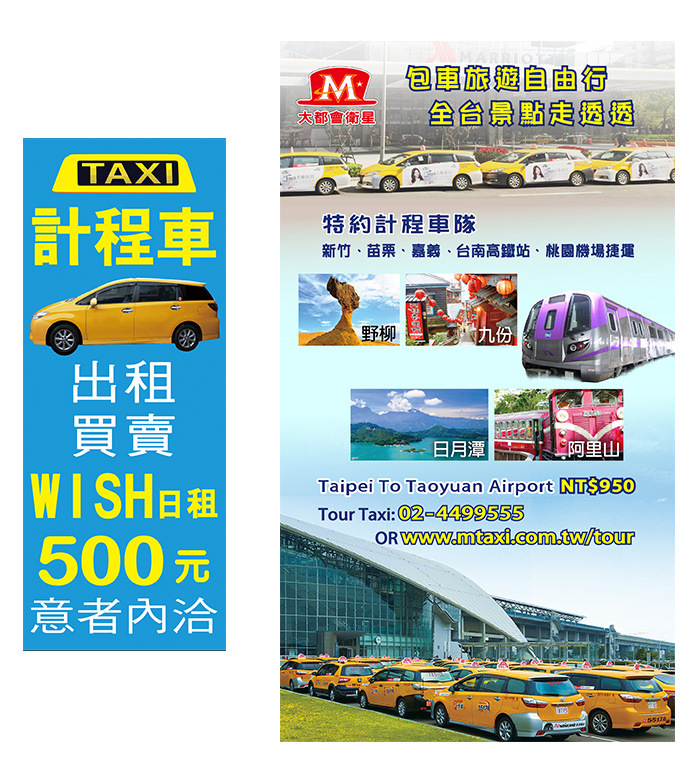 TAXI
計程車
出租
買賣
WISH日租
500元
意者內洽
M
大都會衛星
包車旅遊自由行
全台景點走透透
特約計程車隊
新竹、苗栗、嘉義、台南高鐵站、桃園機場捷運
野柳
九份
日月潭
阿里山
Taipei To Taoyuan Airport NT$950
Tour Taxi: 02-4499555
OR www.mtaxi.com.tw/tour
55178